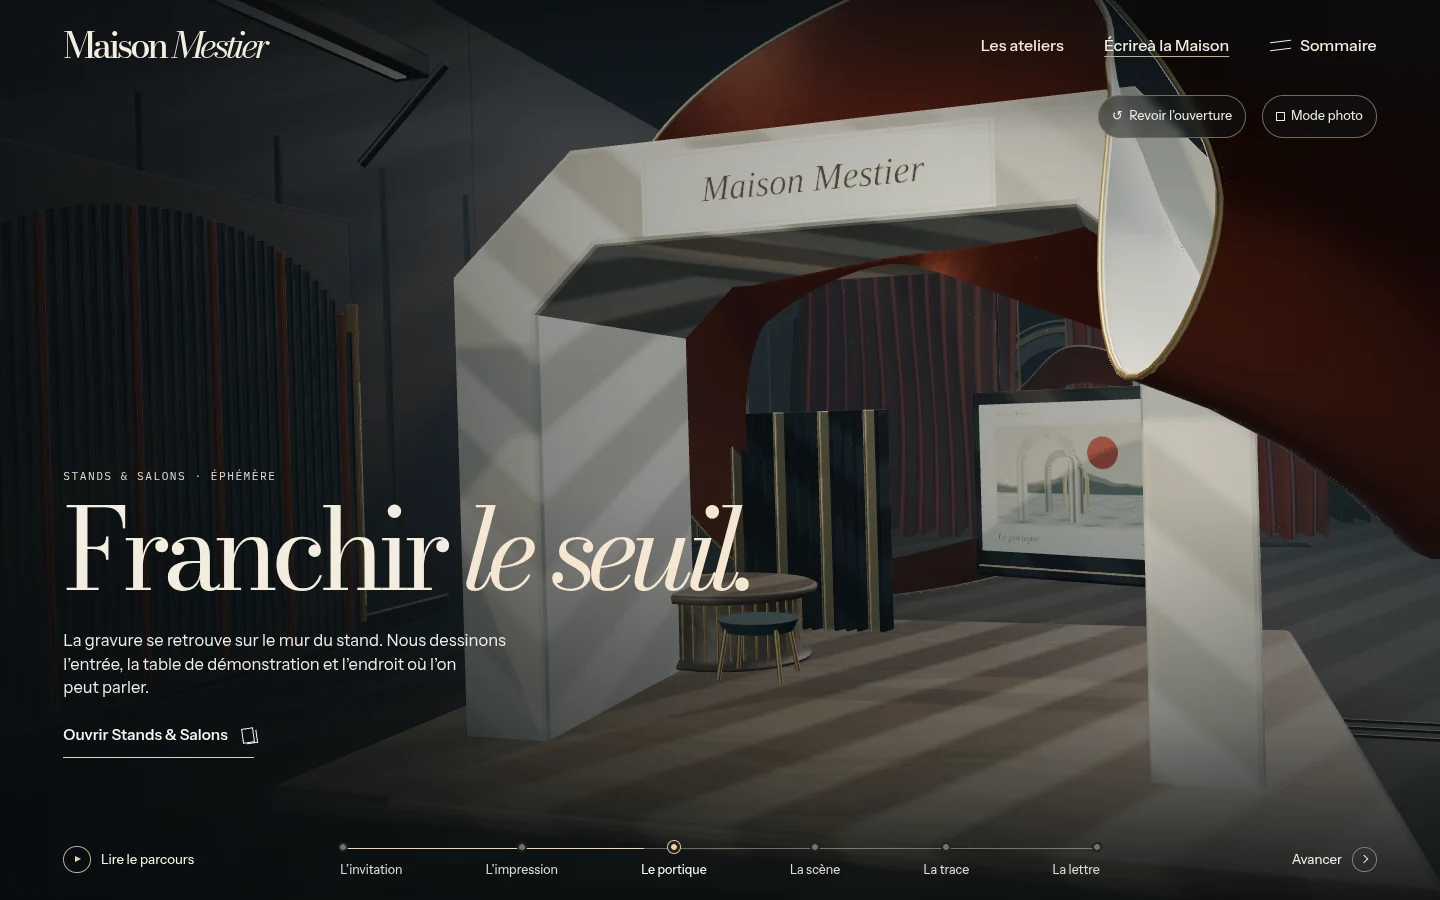 Maison Mestier
Les ateliers
Écrireà la Maison
Sommaire
↺ Revoir l’ouverture
Mode photo
Maison Mestier
Le portique
STANDS & SALONS · ÉPHÉMÈRE
Franchir le seuil.
La gravure se retrouve sur le mur du stand. Nous dessinons
l’entrée, la table de démonstration et l’endroit où l’on
peut parler.
Ouvrir Stands & Salons
Lire le parcours
L’invitation
L’impression
Le portique
La scène
La trace
La lettre
Avancer